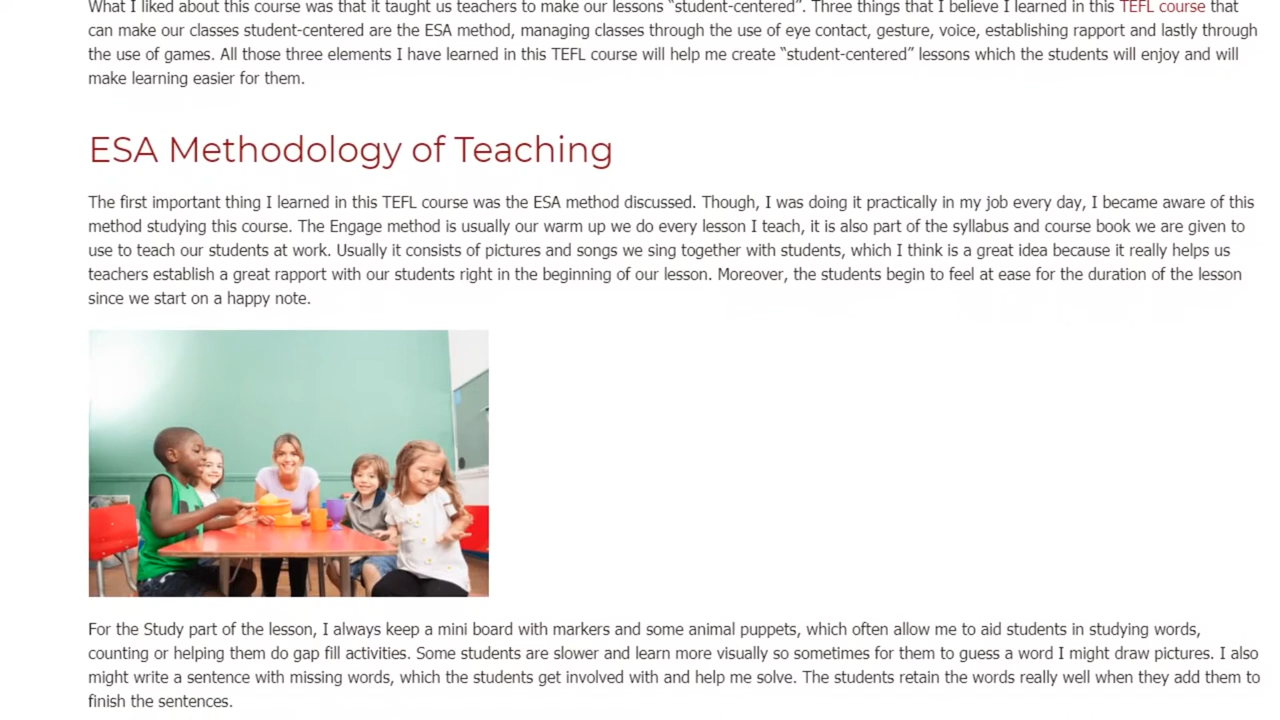 What I liked about this course was that it taught us teachers to make our lessons “student-centered”. Three things that I believe I learned in this TEFL course that
can make our classes student-centered are the ESA method, managing classes through the use of eye contact, gesture, voice, establishing rapport and lastly through
the use of games. All those three elements I have learned in this TEFL course will help me create “student-centered” lessons which the students will enjoy and will
make learning easier for them.
ESA Methodology of Teaching
The first important thing I learned in this TEFL course was the ESA method discussed. Though, I was doing it practically in my job every day, I became aware of this
method studying this course. The Engage method is usually our warm up we do every lesson I teach, it is also part of the syllabus and course book we are given to
use to teach our students at work. Usually it consists of pictures and songs we sing together with students, which I think is a great idea because it really helps us
teachers establish a great rapport with our students right in the beginning of our lesson. Moreover, the students begin to feel at ease for the duration of the lesson
since we start on a happy note.
For the Study part of the lesson, I always keep a mini board with markers and some animal puppets, which often allow me to aid students in studying words,
counting or helping them do gap fill activities. Some students are slower and learn more visually so sometimes for them to guess a word I might draw pictures. I also
might write a sentence with missing words, which the students get involved with and help me solve. The students retain the words really well when they add them to
finish the sentences.